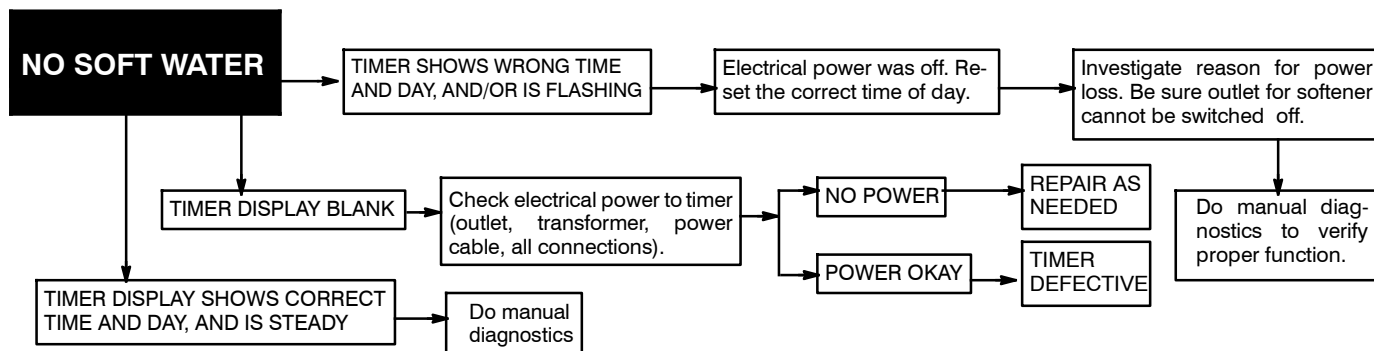 NO SOFT WATER
TIMER SHOWS WRONG TIME
AND DAY, AND/OR IS FLASHING
Electrical power was off. Re-
set the correct time of day.
Investigate reason for power
loss. Be sure outlet for softener
cannot be switched off.
Do manual diag-
nostics to verify
proper function.
TIMER DISPLAY BLANK
Check electrical power to timer
(outlet, transformer, power
cable, all connections).
NO POWER
REPAIR AS
NEEDED
POWER OKAY
TIMER
DEFECTIVE
TIMER DISPLAY SHOWS CORRECT
TIME AND DAY, AND IS STEADY
Do manual
diagnostics